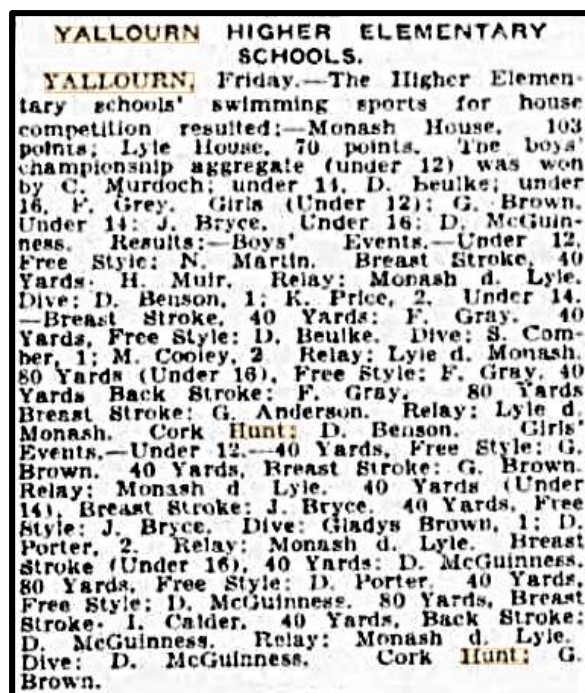 YALLOURN HIGHER ELEMENTARY
SCHOOLS.
YALLOURN, Friday.—The Higher Elemen-
tary schools' swimming sports for house
competition resulted:—Monash House, 103
points; Lyle House, 70 points. The boys'
championship aggregate (under 12) was won
by C. Murdoch; under 14, D. Beulke; under
16, F. Grey. Girls (Under 12): G. Brown.
Under 14: J. Bryce. Under 16: D. McGuin-
ness. Results:—Boys' Events.—Under 12,
Free Style: N. Martin. Breast Stroke, 40
Yards: H. Muir. Relay: Monash d. Lyle.
Dive: D. Benson, 1; K. Price, 2. Under 14.
—Breast Stroke, 40 Yards: F. Gray. 40
Yards, Free Style: D. Beulke. Dive: S. Com-
ber, 1; M. Cooley, 2. Relay: Lyle d. Monash.
80 Yards (Under 16), Free Style: F. Gray. 40
Yards Back Stroke: F. Gray. 80 Yards
Breast Stroke: G. Anderson. Relay: Lyle d.
Monash. Cork Hunt: D. Benson. Girls'
Events.—Under 12.—40 Yards, Free Style: G.
Brown. 40 Yards, Breast Stroke: G. Brown.
Relay: Monash d. Lyle. 40 Yards (Under
14), Breast Stroke: J. Bryce. 40 Yards, Free
Style: J. Bryce. Dive: Gladys Brown, 1; D.
Porter, 2. Relay: Monash d. Lyle. Breast
Stroke (Under 16), 40 Yards: D. McGuinness.
80 Yards, Free Style: D. Porter. 40 Yards,
Free Style: D. McGuinness. 80 Yards, Breast
Stroke: I. Calder. 40 Yards, Back Stroke:
D. McGuinness. Relay: Monash d. Lyle.
Dive: D. McGuinness. Cork Hunt: G.
Brown.